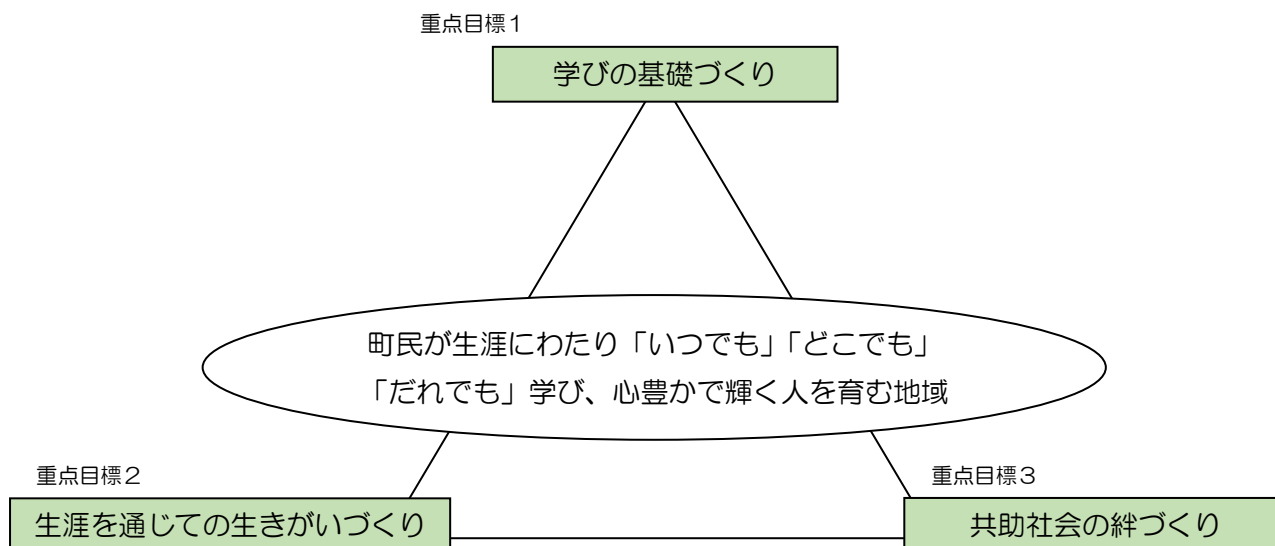 重点目標1
学びの基礎づくり
町民が生涯にわたり「いつでも」「どこでも」
「だれでも」学び、心豊かで輝く人を育む地域
重点目標2
生涯を通じての生きがいづくり
重点目標3
共助社会の絆づくり